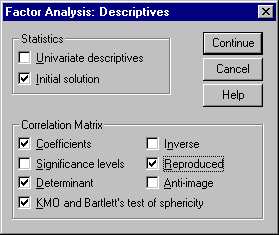 Factor Analysis: Descriptives
Statistics
Univariate descriptives
Initial solution
Continue
Cancel
Help
Correlation Matrix
Coefficients
Inverse
Significance levels
Reproduced
Determinant
Anti-image
KMO and Bartlett's test of sphericity